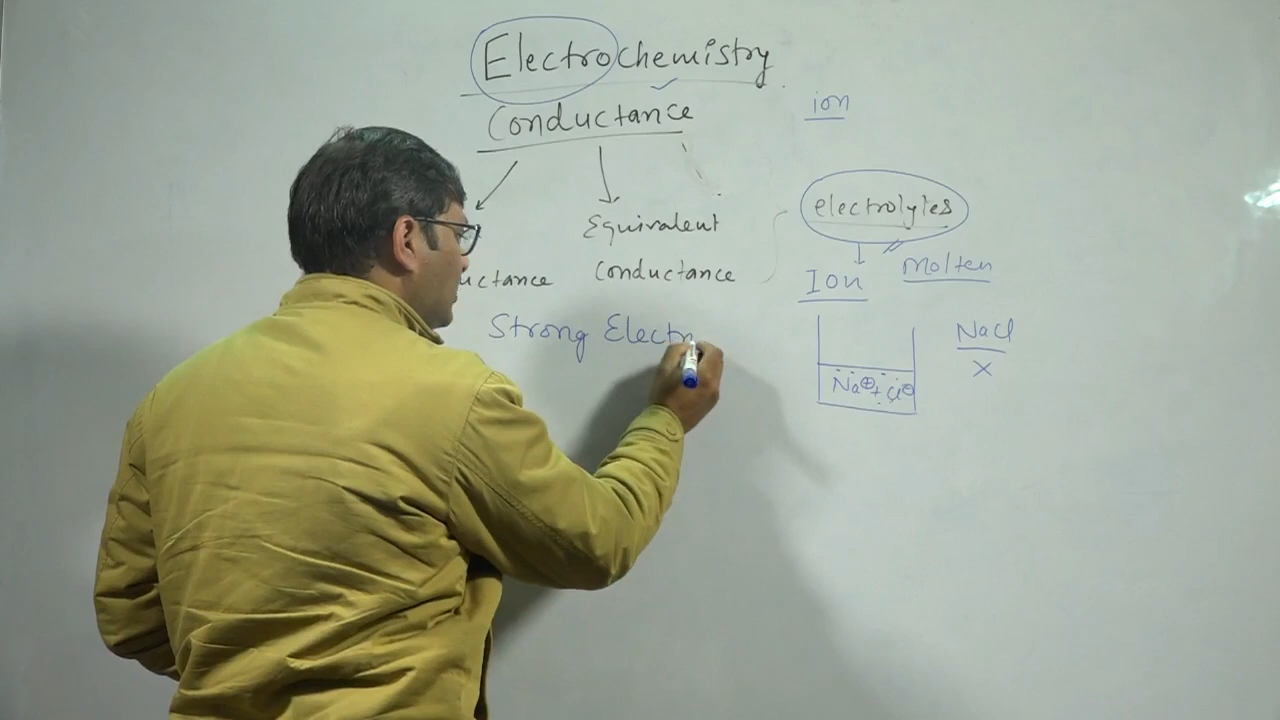 Electrochemistry
Conductance
ion
Equivalent
Conductance
uctance
electrolytes
Ion
Molten
Strong Electr
NaCl
X
Na⊕+Cl⊖